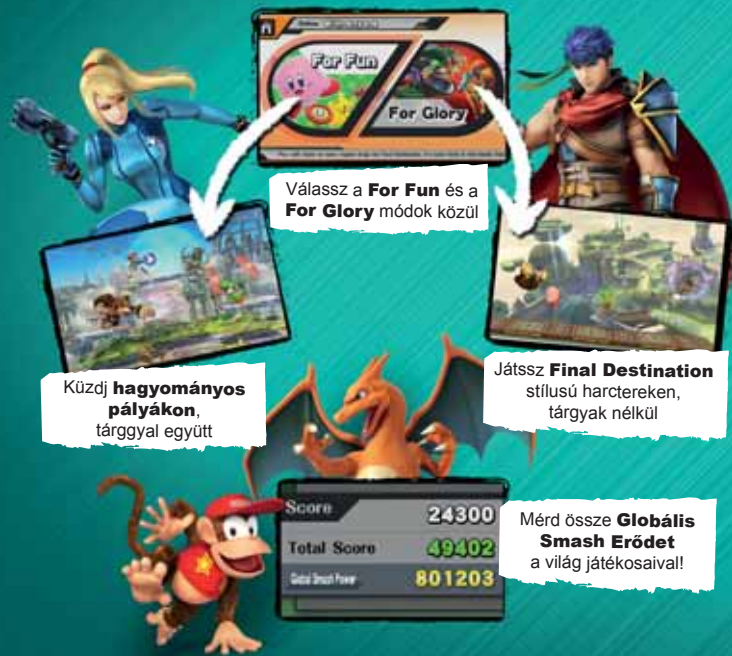 For Fun
For Glory
Válassz a For Fun és a
For Glory módok közül
Küzdj hagyományos
pályákon,
tárggyal együtt
Játssz Final Destination
stílusú harctereken,
tárgyak nélkül
Score 24300
Total Score 49402
Global Smash Power 801203
Mérd össze Globális
Smash Erődet
a világ játékosaival!